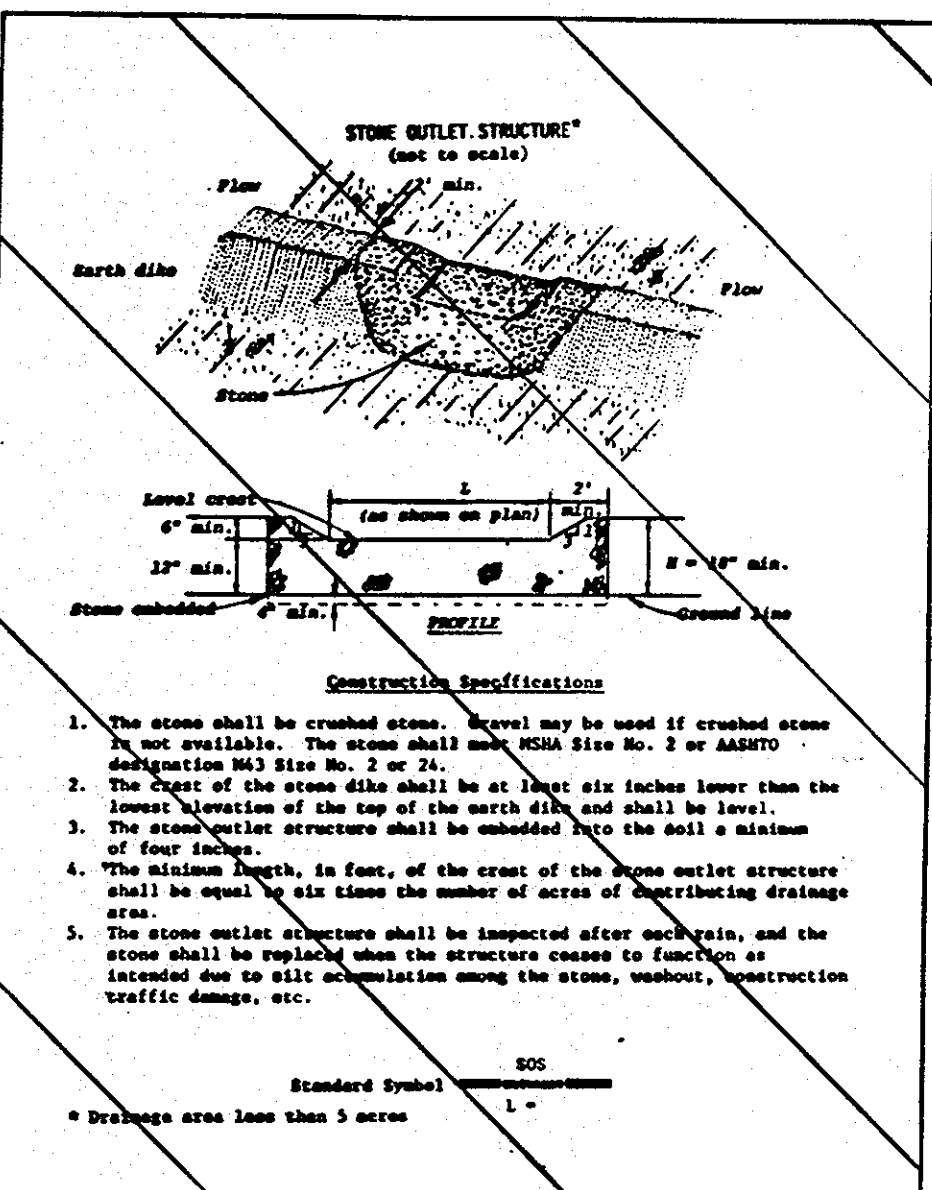 STONE OUTLET STRUCTURE*
(not to scale)
Flow
2' min.
Earth dike
Flow
Stone
Level crest
L
2'
(as shown on plan)
min.
6" min.
12" min.
H = 18" min.
Stone embedded
4" min.
Ground line
PROFILE
Construction Specifications
1. The stone shall be crushed stone. Gravel may be used if crushed stone
is not available. The stone shall meet MSHA Size No. 2 or AASHTO
designation M43 Size No. 2 or 24.
2. The crest of the stone dike shall be at least six inches lower than the
lowest elevation of the top of the earth dike and shall be level.
3. The stone outlet structure shall be embedded into the soil a minimum
of four inches.
4. The minimum length, in feet, of the crest of the stone outlet structure
shall be equal to six times the number of acres of contributing drainage
area.
5. The stone outlet structure shall be inspected after each rain, and the
stone shall be replaced when the structure ceases to function as
intended due to silt accumulation among the stone, washout, construction
traffic damage, etc.
SOS
Standard Symbol
L =
* Drainage area less than 5 acres